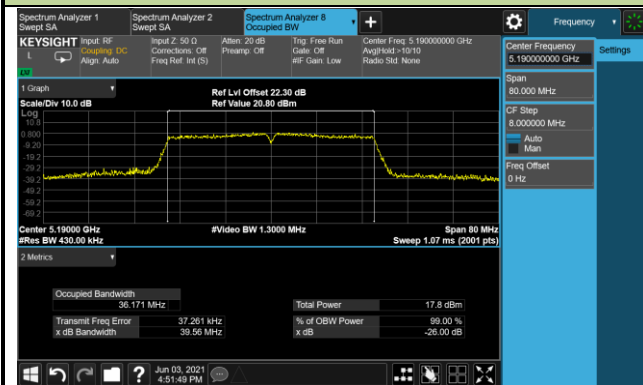 Spectrum Analyzer 1
Swept SA
Spectrum Analyzer 2
Swept SA
Spectrum Analyzer 8
Occupied BW
Frequency
KEYSIGHT
L
Input: RF
Coupling: DC
Align: Auto
Input Z: 50 Ω
Corrections: Off
Freq Ref: Int (S)
Atten: 20 dB
Preamp: Off
Trig: Free Run
Gate: Off
#IF Gain: Low
Center Freq: 5.190000000 GHz
Avg|Hold:>10/10
Radio Std: None
Center Frequency
5.190000000 GHz
Settings
Span
80.000 MHz
CF Step
8.000000 MHz
Auto
Man
Freq Offset
0 Hz
1 Graph
Scale/Div 10.0 dB
Ref Lvl Offset 22.30 dB
Ref Value 20.80 dBm
Log
10.8
0.800
-9.20
-19.2
-29.2
-39.2
-49.2
-59.2
-69.2
Center 5.19000 GHz
#Res BW 430.00 kHz
#Video BW 1.3000 MHz
Span 80 MHz
Sweep 1.07 ms (2001 pts)
2 Metrics
Occupied Bandwidth
36.171 MHz
Total Power
17.8 dBm
Transmit Freq Error
37.261 kHz
% of OBW Power
99.00 %
x dB Bandwidth
39.56 MHz
x dB
-26.00 dB
?
Jun 03, 2021
4:51:49 PM